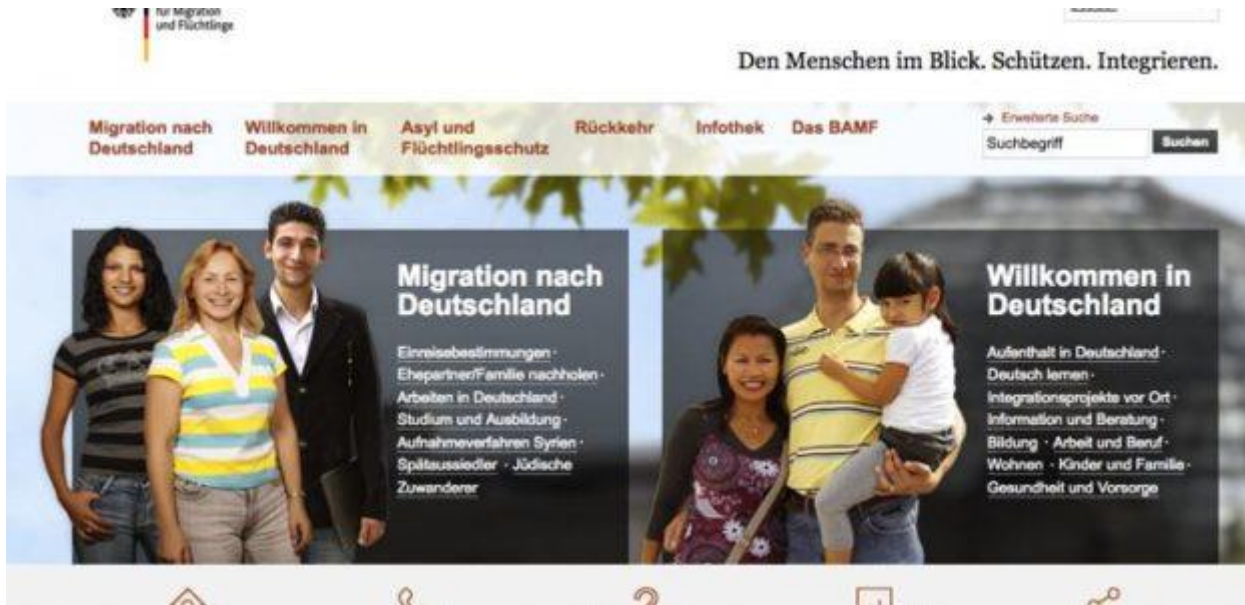 für Migration
und Flüchtlinge
Den Menschen im Blick. Schützen. Integrieren.
Migration nach
Deutschland
Willkommen in
Deutschland
Asyl und
Flüchtlingsschutz
Rückkehr
Infothek
Das BAMF
Erweiterte Suche
Suchbegriff
Suchen
Migration nach
Deutschland
Einreisebestimmungen ·
Ehepartner/Familie nachholen ·
Arbeiten in Deutschland ·
Studium und Ausbildung ·
Aufnahmeverfahren Syrien ·
Spätaussiedler · Jüdische
Zuwanderer
Willkommen in
Deutschland
Aufenthalt in Deutschland ·
Deutsch lernen ·
Integrationsprojekte vor Ort ·
Information und Beratung ·
Bildung · Arbeit und Beruf ·
Wohnen · Kinder und Familie ·
Gesundheit und Vorsorge